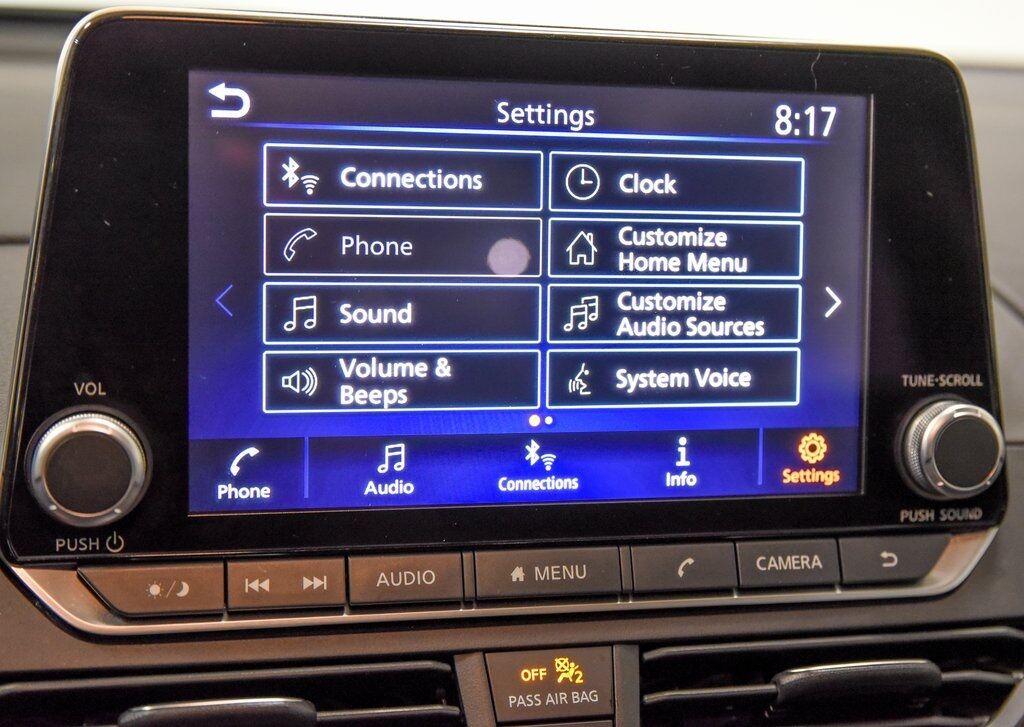 Settings
8:17
Connections
Clock
Phone
Customize
Home Menu
Sound
Customize
Audio Sources
Volume &
Beeps
System Voice
Phone
Audio
Connections
Info
Settings
VOL
PUSH
TUNE•SCROLL
PUSH SOUND
AUDIO
MENU
CAMERA
OFF
2
PASS AIR BAG